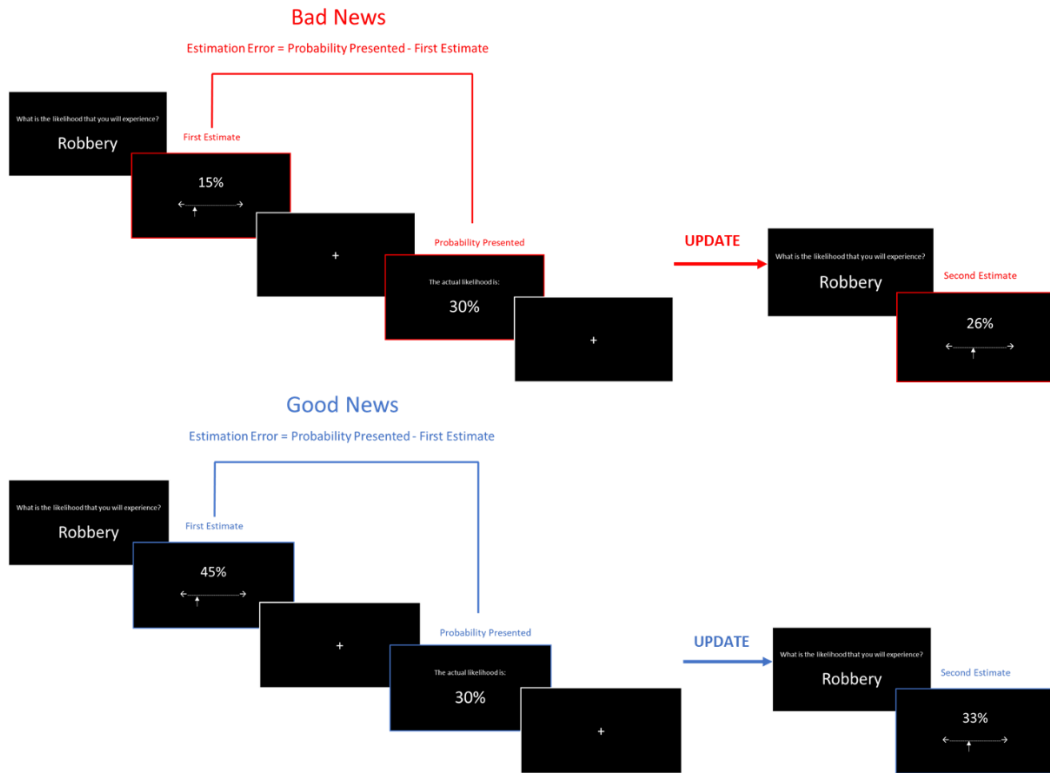 Bad News
Estimation Error = Probability Presented - First Estimate
What is the likelihood that you will experience?
Robbery
First Estimate
15%
+
Probability Presented
The actual likelihood is:
30%
+
UPDATE
What is the likelihood that you will experience?
Robbery
Second Estimate
26%
Good News
Estimation Error = Probability Presented - First Estimate
What is the likelihood that you will experience?
Robbery
First Estimate
45%
+
Probability Presented
The actual likelihood is:
30%
+
UPDATE
What is the likelihood that you will experience?
Robbery
Second Estimate
33%